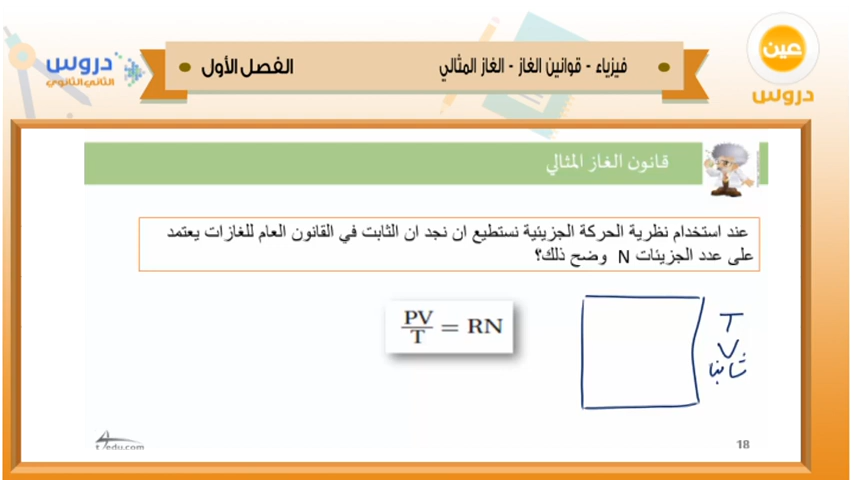 عين
دروس
فيزياء - قوانين الغاز - الغاز المثالي
الفصل الأول
دروس
الثاني الثانوي
قانون الغاز المثالي
عند استخدام نظرية الحركة الجزيئية نستطيع ان نجد ان الثابت في القانون العام للغازات يعتمد
على عدد الجزيئات N وضح ذلك؟
PV/T = RN
T
V
ثابتا
t4edu.com
18